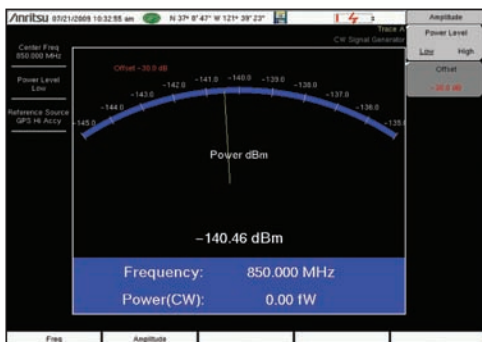 Anritsu 07/21/2009 10:32:55 am N 37° 8' 47" W 121° 39' 23"
Trace A
CW Signal Generator
Center Freq
850.000 MHz
Power Level
Low
Reference Source
GPS Hi Accy
Offset -30.0 dB
-145.0 -144.0 -143.0 -142.0 -141.0 -140.0 -139.0 -138.0 -137.0 -136.0 -135.
Power dBm
-140.46 dBm
Frequency: 850.000 MHz
Power(CW): 0.00 fW
Amplitude
Power Level
Low High
Offset
-30.0 dB
Freq Amplitude